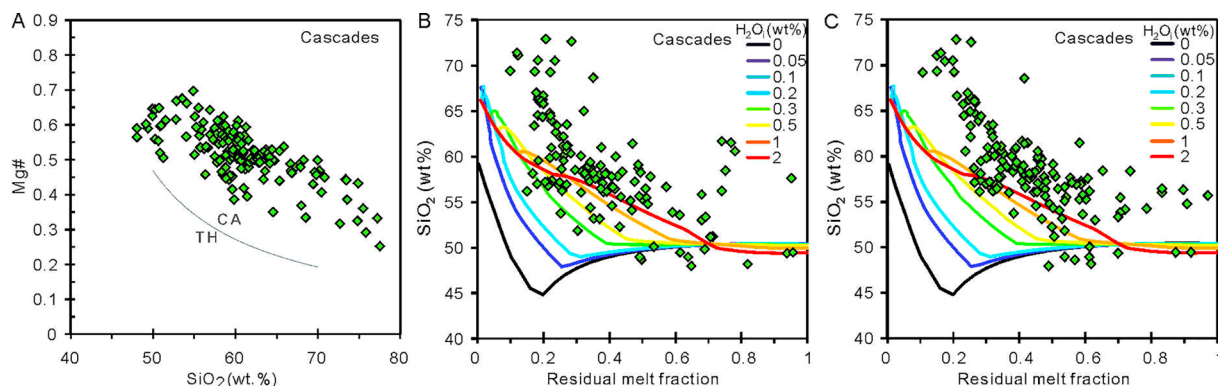 A
Cascades
Mg#
0.9
0.8
0.7
0.6
0.5
0.4
0.3
0.2
0.1
0
CA
TH
40
50
60
70
80
SiO2(wt.%)
B
Cascades
H2Oi(wt%)
0
0.05
0.1
0.2
0.3
0.5
1
2
SiO2 (wt%)
75
70
65
60
55
50
45
40
0 0.2 0.4 0.6 0.8 1
Residual melt fraction
C
Cascades
H2Oi(wt%)
0
0.05
0.1
0.2
0.3
0.5
1
2
SiO2 (wt%)
75
70
65
60
55
50
45
40
0 0.2 0.4 0.6 0.8 1
Residual melt fraction